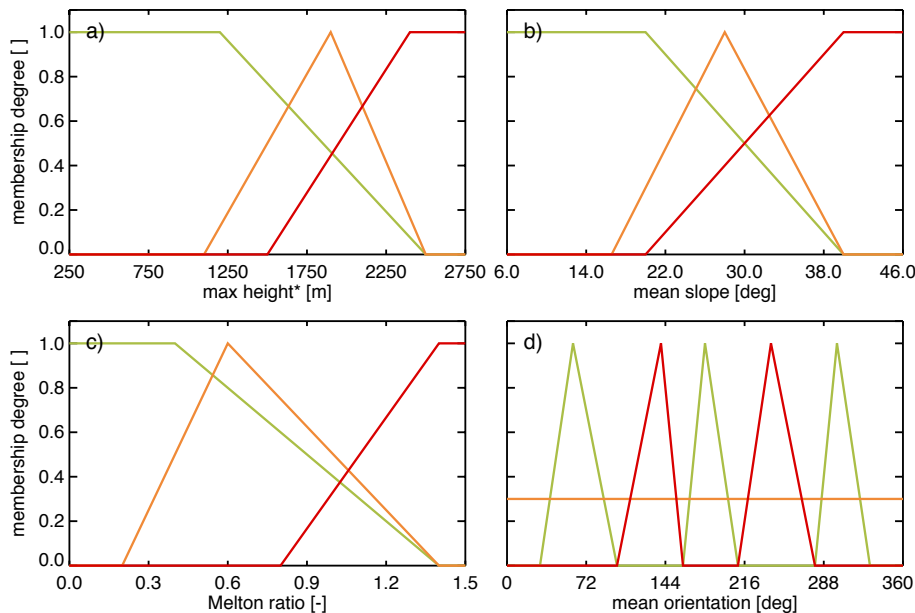 a)
membership degree [ ]
1.0
0.8
0.6
0.4
0.2
0.0
250 750 1250 1750 2250 2750
max height* [m]
b)
6.0 14.0 22.0 30.0 38.0 46.0
mean slope [deg]
c)
membership degree [ ]
1.0
0.8
0.6
0.4
0.2
0.0
0.0 0.3 0.6 0.9 1.2 1.5
Melton ratio [-]
d)
0 72 144 216 288 360
mean orientation [deg]